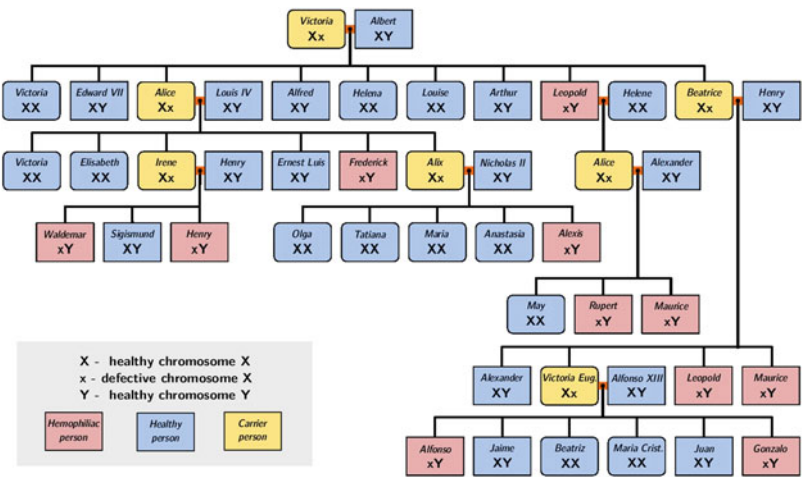 Victoria Albert
Xx XY
Victoria Edward VII Alice Louis IV Alfred Helena Louise Arthur Leopold Helene Beatrice Henry
XX XY Xx XY XY XX XX XY xY XX Xx XY
Victoria Elisabeth Irene Henry Ernest Luis Frederick Alix Nicholas II Alice Alexander
XX XX Xx XY XY xY Xx XY Xx XY
Waldemar Sigismund Henry Olga Tatiana Maria Anastasia Alexis
xY XY xY XX XX XX XX xY
May Rupert Maurice
XX xY xY
X - healthy chromosome X
x - defective chromosome X
Y - healthy chromosome Y
Hemophiliac Healthy Carrier
person person person
Alexander Victoria Eug. Alfonso XIII Leopold Maurice
XY Xx XY xY xY
Alfonso Jaime Beatriz Maria Crist. Juan Gonzalo
xY XY XX XX XY xY